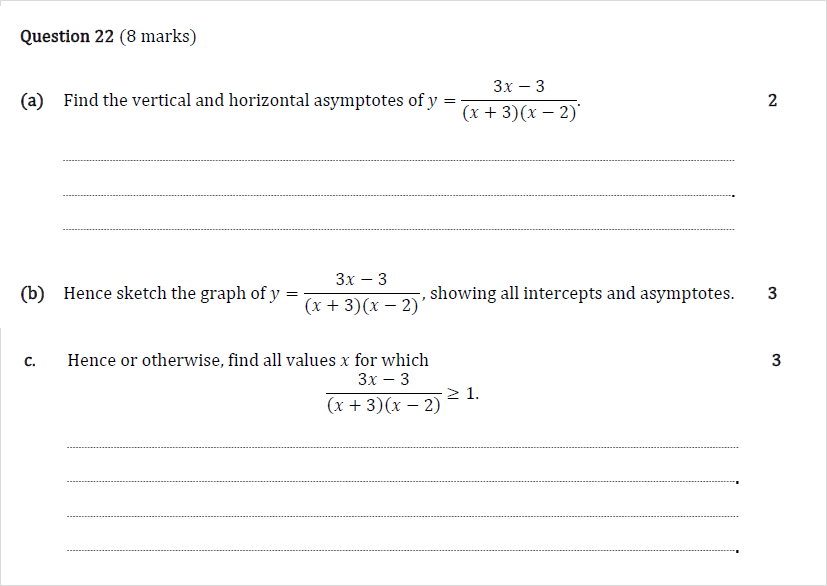 Question 22 (8 marks)
(a) Find the vertical and horizontal asymptotes of y = \frac{3x − 3}{(x + 3)(x − 2)}. 2
(b) Hence sketch the graph of y = \frac{3x − 3}{(x + 3)(x − 2)}, showing all intercepts and asymptotes. 3
c. Hence or otherwise, find all values x for which 3
\frac{3x − 3}{(x + 3)(x − 2)} ≥ 1.